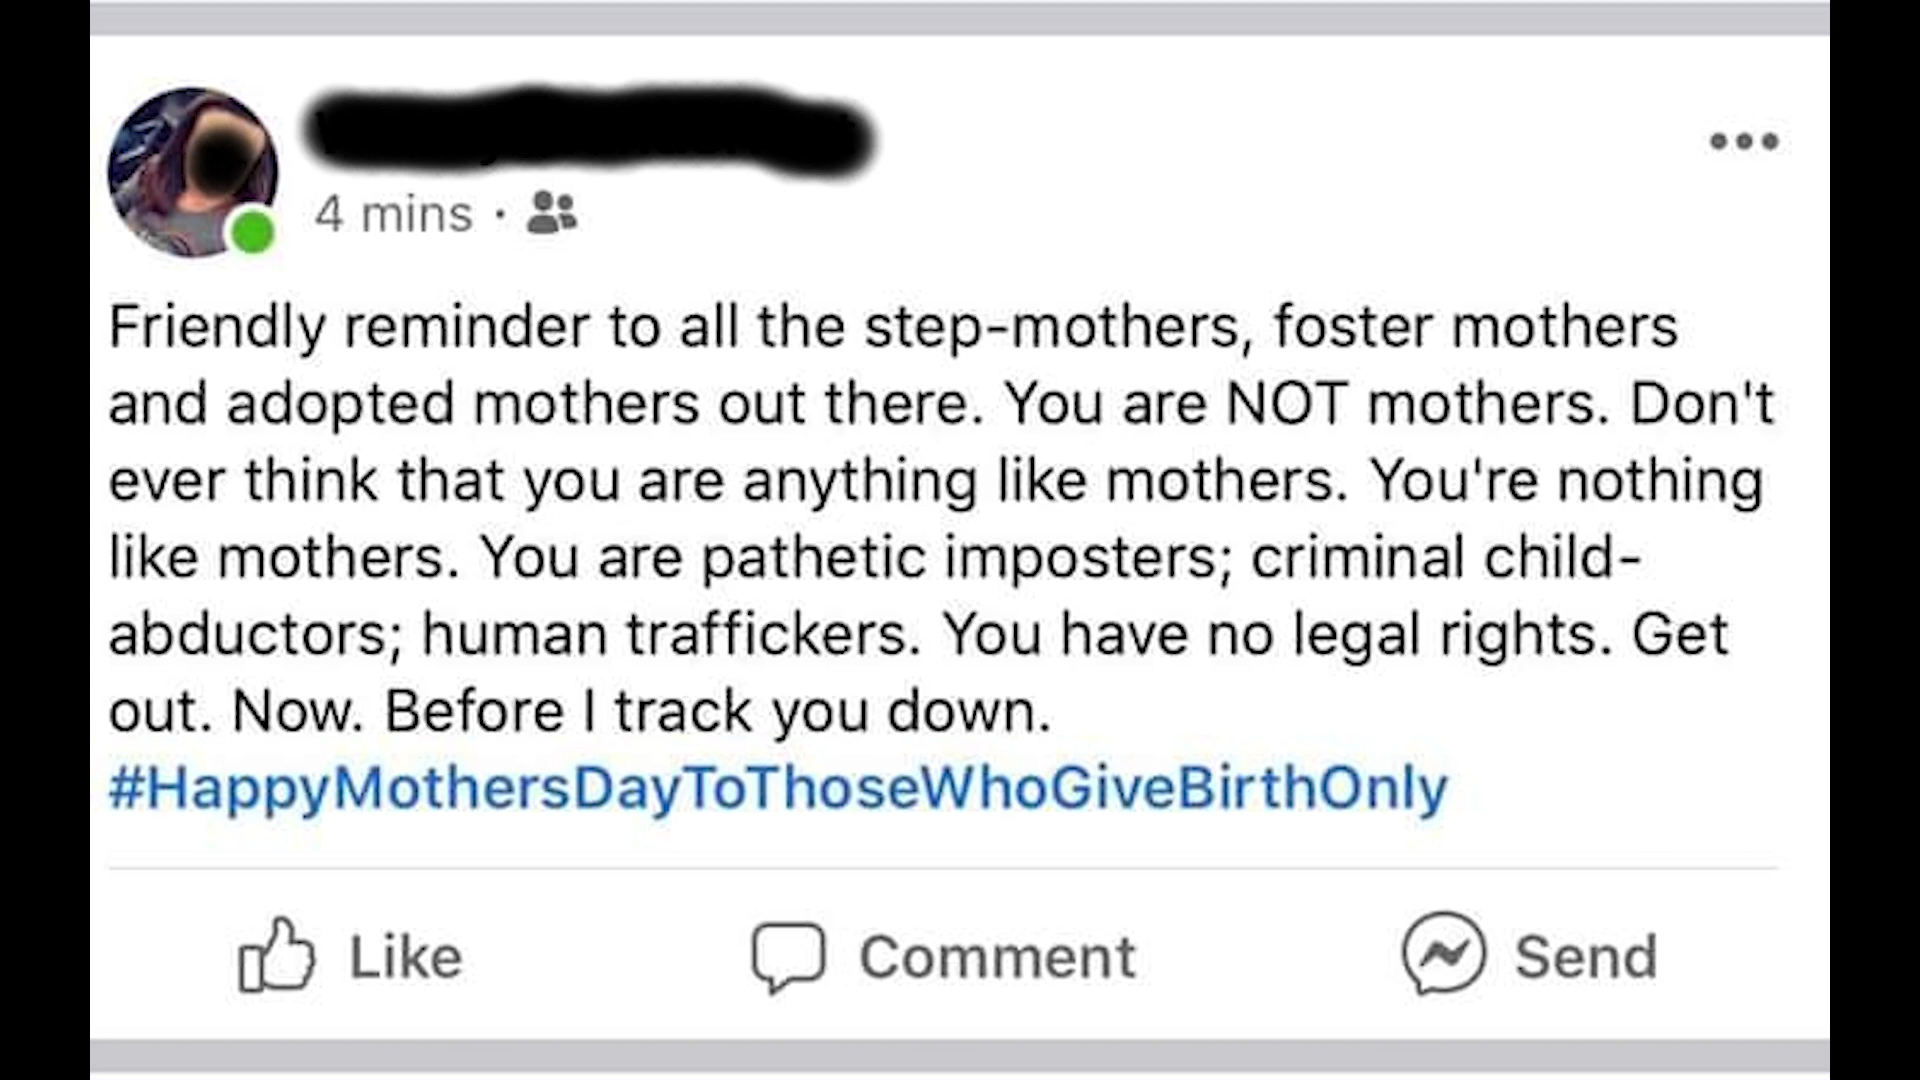 4 mins ·
Friendly reminder to all the step-mothers, foster mothers
and adopted mothers out there. You are NOT mothers. Don't
ever think that you are anything like mothers. You're nothing
like mothers. You are pathetic imposters; criminal child-
abductors; human traffickers. You have no legal rights. Get
out. Now. Before I track you down.
#HappyMothersDayToThoseWhoGiveBirthOnly
Like Comment Send